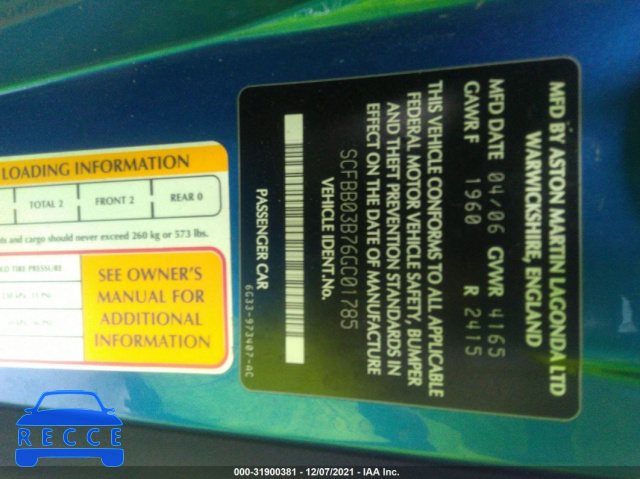 MFD BY ASTON MARTIN LAGONDA LTD
WARWICKSHIRE, ENGLAND
MFD DATE 04/06 GVWR 4165
GAWR F 1960 R 2415
THIS VEHICLE CONFORMS TO ALL APPLICABLE
FEDERAL MOTOR VEHICLE SAFETY, BUMPER
AND THEFT PREVENTION STANDARDS IN
EFFECT ON THE DATE OF MANUFACTURE
SCFBB03B76GC01785
VEHICLE IDENT.No.
PASSENGER CAR
6G33-973407-AC
LOADING INFORMATION
TOTAL 2 FRONT 2 REAR 0
and cargo should never exceed 260 kg or 573 lbs.
TIRE PRESSURE
SEE OWNER'S
MANUAL FOR
ADDITIONAL
INFORMATION
RECCE
000-31900381 - 12/07/2021 - IAA Inc.